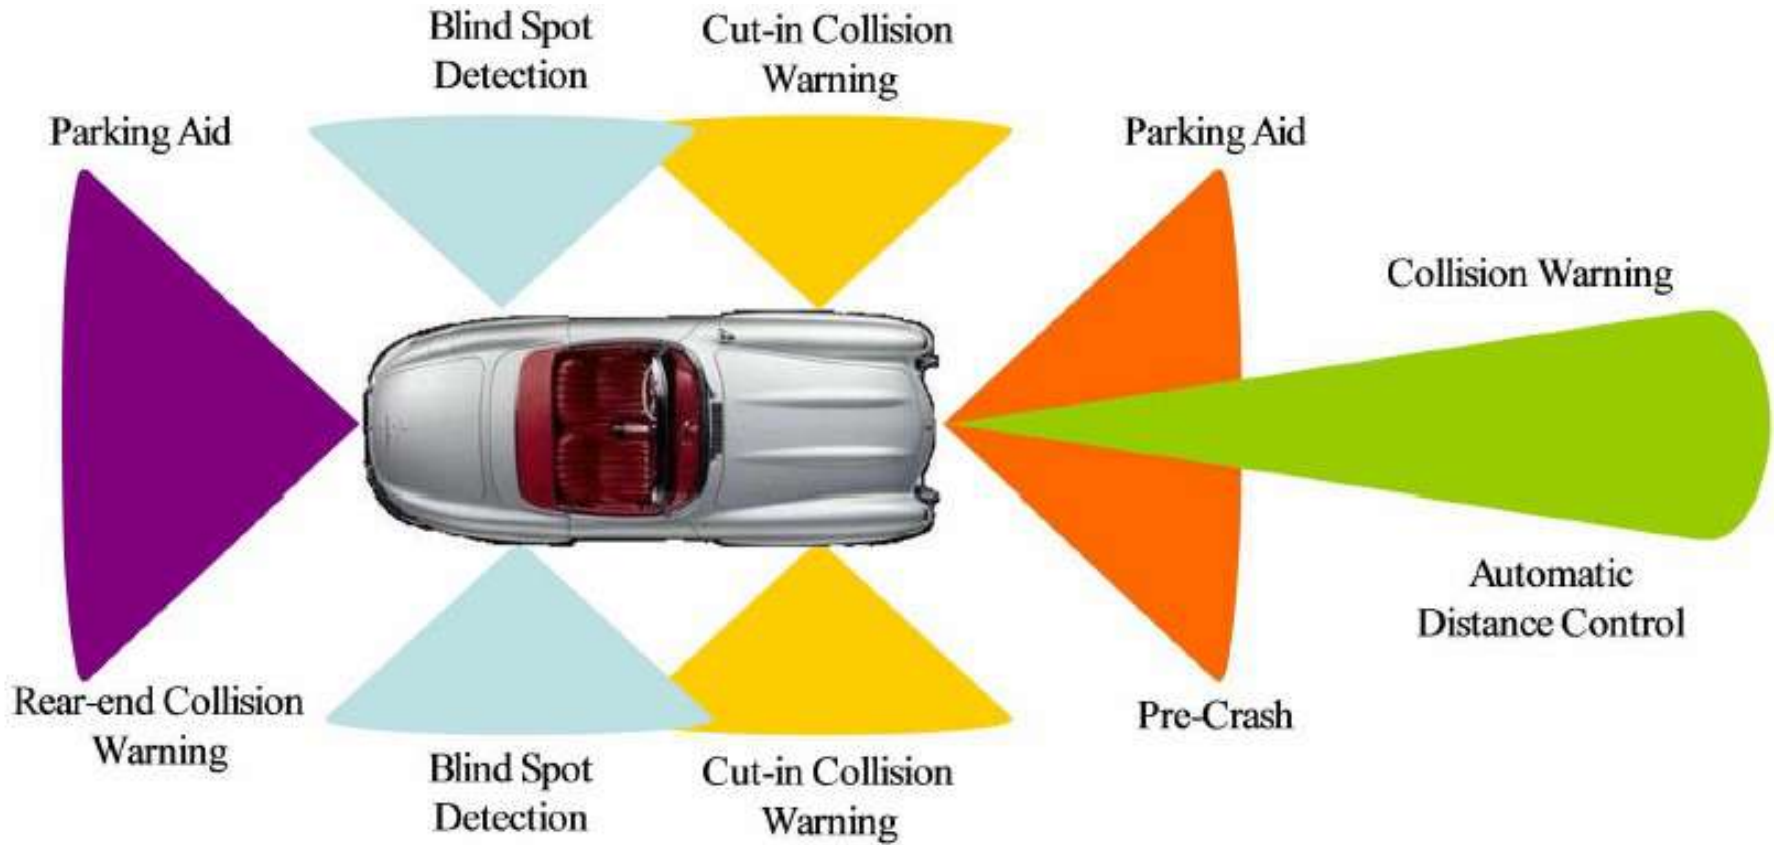 Blind Spot
Detection
Cut-in Collision
Warning
Parking Aid
Parking Aid
Collision Warning
Automatic
Distance Control
Rear-end Collision
Warning
Pre-Crash
Blind Spot
Detection
Cut-in Collision
Warning